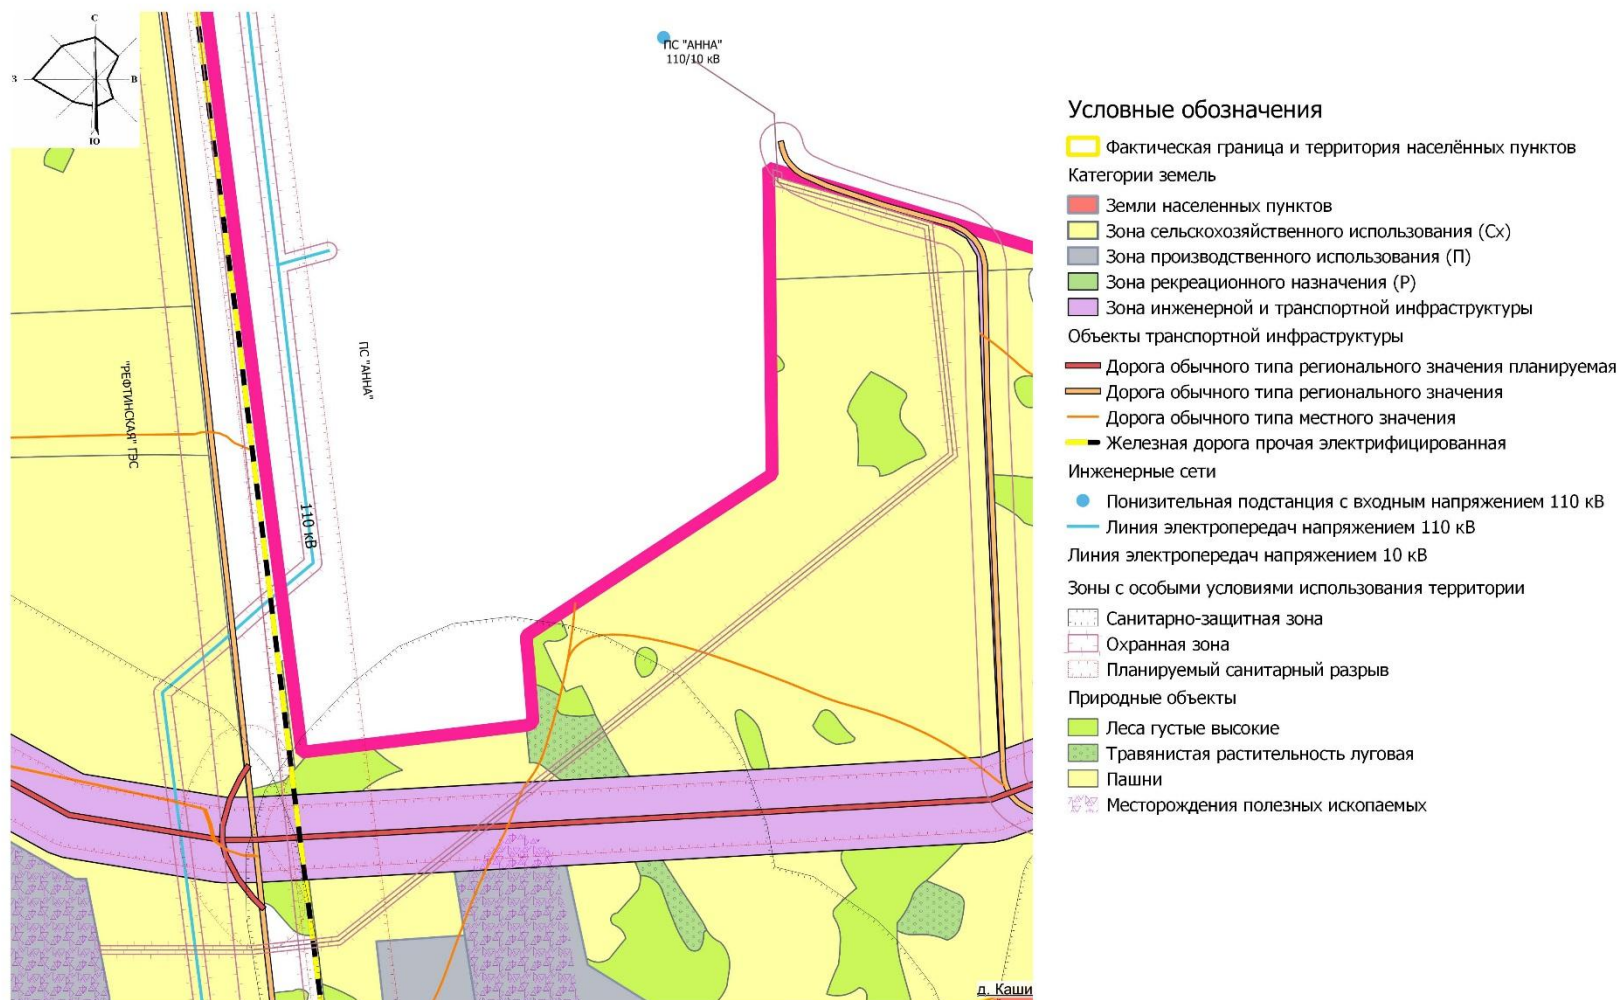 С
З
В
Ю
ПС "АННА"
110/10 кВ
"РЕФТИНСКАЯ" ГЭС
ПС "АННА"
110 кВ
д. Каши
Условные обозначения
Фактическая граница и территория населённых пунктов
Категории земель
Земли населенных пунктов
Зона сельскохозяйственного использования (Сх)
Зона производственного использования (П)
Зона рекреационного назначения (Р)
Зона инженерной и транспортной инфраструктуры
Объекты транспортной инфраструктуры
Дорога обычного типа регионального значения планируемая
Дорога обычного типа регионального значения
Дорога обычного типа местного значения
Железная дорога прочая электрифицированная
Инженерные сети
Понизительная подстанция с входным напряжением 110 кВ
Линия электропередач напряжением 110 кВ
Линия электропередач напряжением 10 кВ
Зоны с особыми условиями использования территории
Санитарно-защитная зона
Охранная зона
Планируемый санитарный разрыв
Природные объекты
Леса густые высокие
Травянистая растительность луговая
Пашни
Месторождения полезных ископаемых